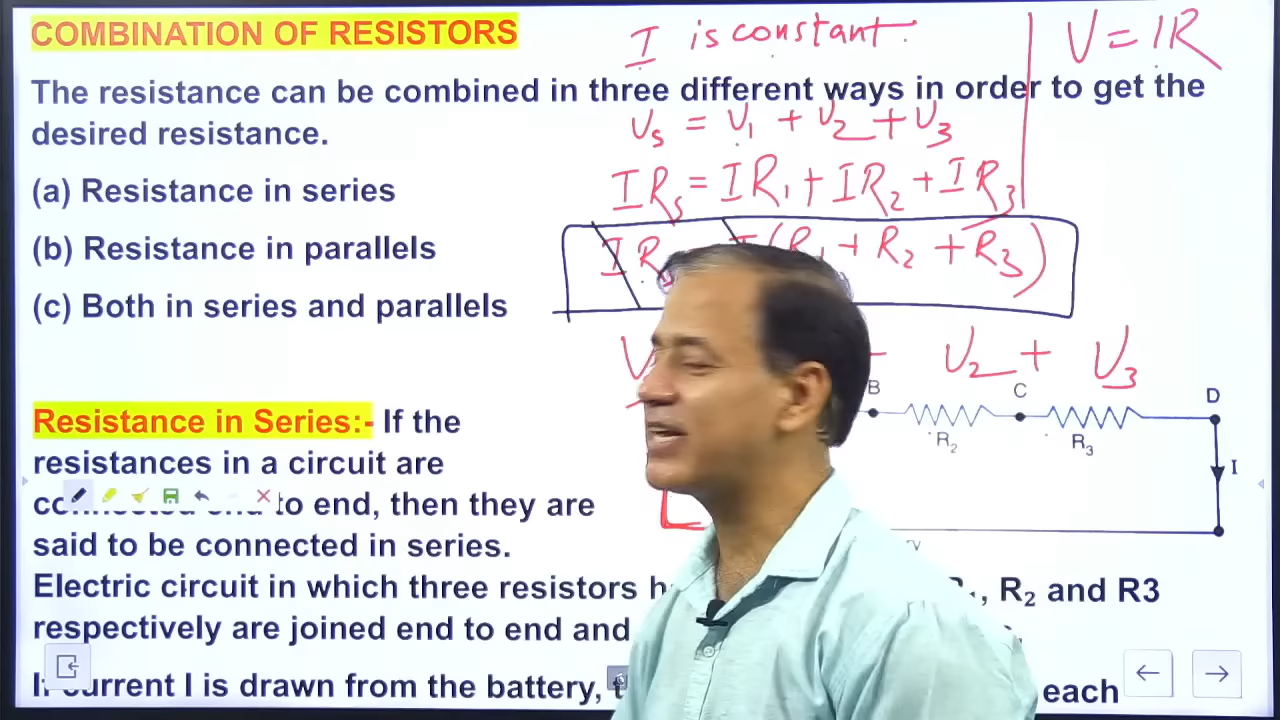 COMBINATION OF RESISTORS
I is constant.
V = IR
The resistance can be combined in three different ways in order to get the
desired resistance.
Vs = V1 + V2 + V3
(a) Resistance in series
IRs = IR1 + IR2 + IR3
(b) Resistance in parallels
IR + R2 + R3)
(c) Both in series and parallels
V + V2 + V3
B C D
R2 R3
I
Resistance in Series:- If the
resistances in a circuit are
to end, then they are
said to be connected in series.
Electric circuit in which three resistors , R₂ and R3
respectively are joined end to end and
If current I is drawn from the battery, each